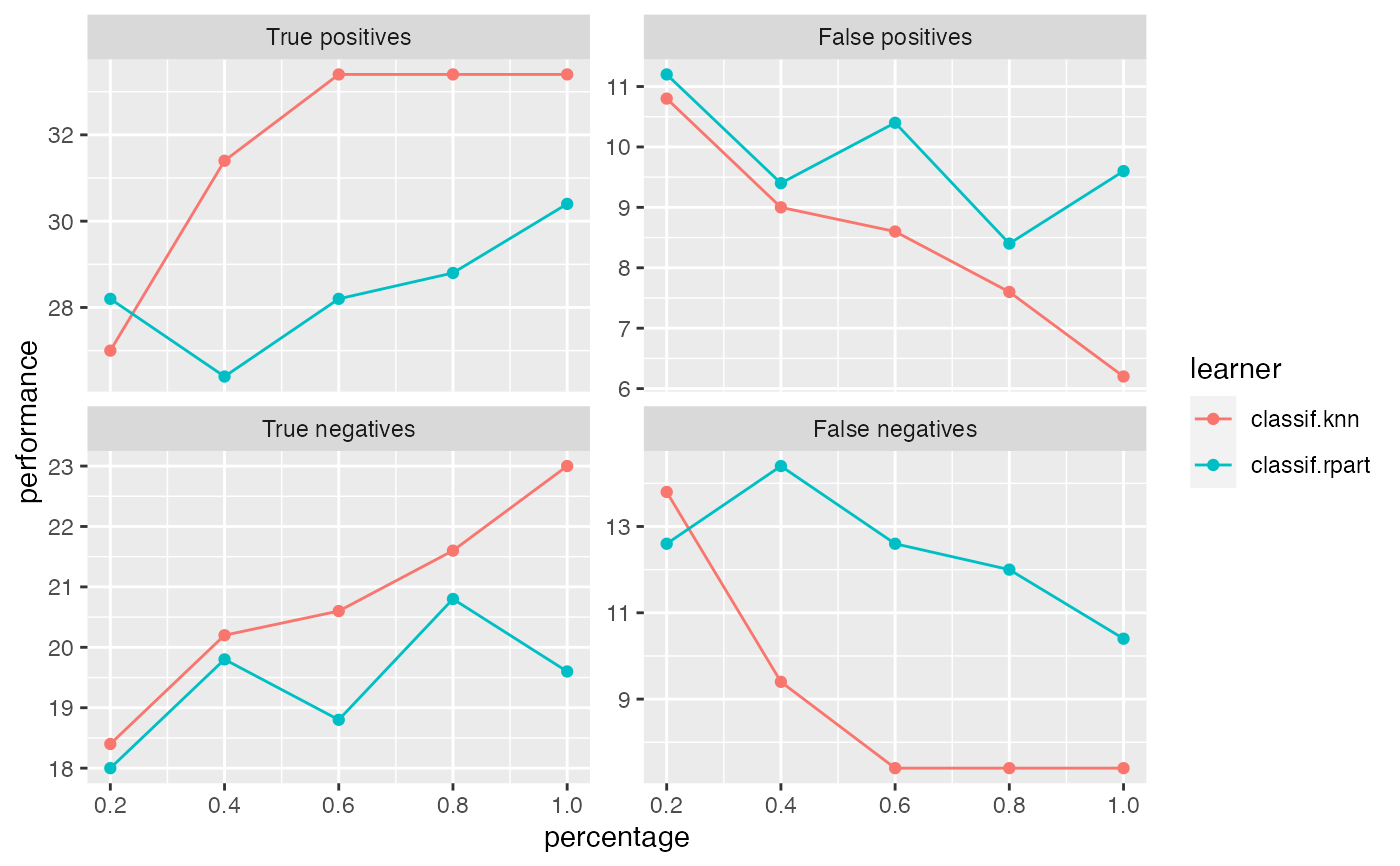 True positives
False positives
32
30
28
11
10
9
8
7
6
performance
True negatives
False negatives
23
22
21
20
19
18
13
11
9
0.2 0.4 0.6 0.8 1.0
0.2 0.4 0.6 0.8 1.0
percentage
learner
classif.knn
classif.rpart